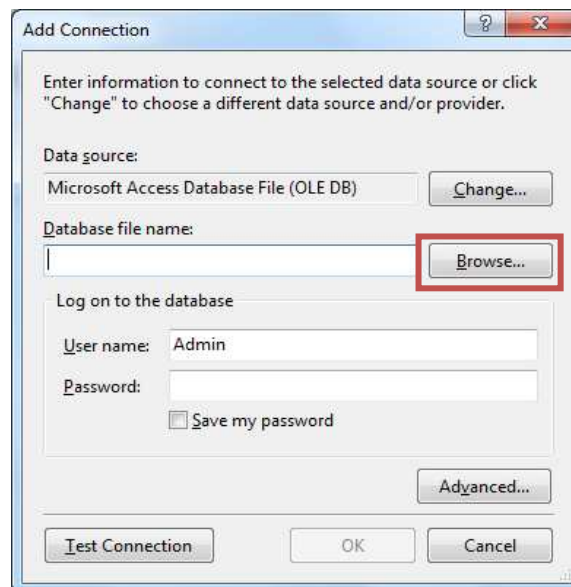 Add Connection
Enter information to connect to the selected data source or click
"Change" to choose a different data source and/or provider.
Data source:
Microsoft Access Database File (OLE DB)
Change...
Database file name:
Browse...
Log on to the database
User name:
Admin
Password:
Save my password
Advanced...
Test Connection
OK
Cancel